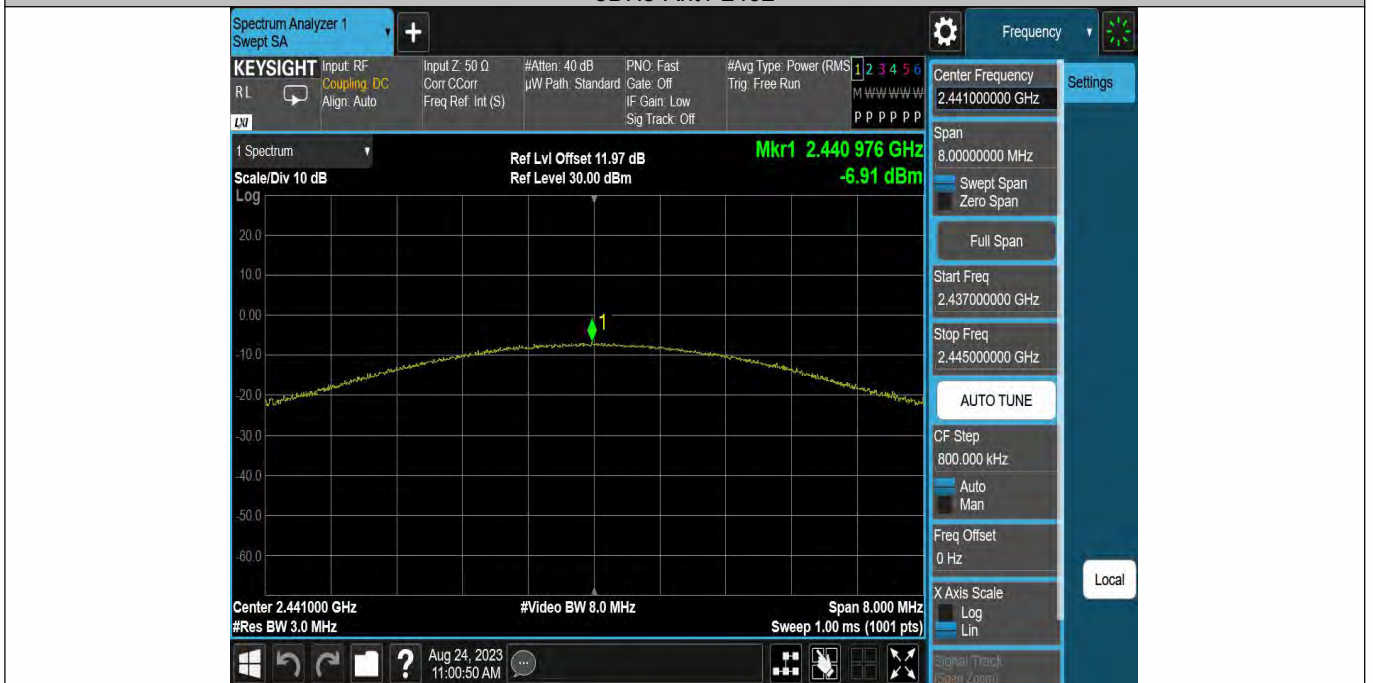 Spectrum Analyzer 1
Swept SA
+
Frequency
KEYSIGHT
RL
LXI
Input: RF
Coupling: DC
Align: Auto
Input Z: 50 Ω
Corr CCorr
Freq Ref: Int (S)
#Atten: 40 dB
µW Path: Standard
PNO: Fast
Gate: Off
IF Gain: Low
Sig Track: Off
#Avg Type: Power (RMS
Trig: Free Run
1 2 3 4 5 6
M W W W W W
P P P P P P
1 Spectrum
Scale/Div 10 dB
Log
Ref Lvl Offset 11.97 dB
Ref Level 30.00 dBm
Mkr1 2.440 976 GHz
-6.91 dBm
20.0
10.0
0.00
-10.0
-20.0
-30.0
-40.0
-50.0
-60.0
1
Center 2.441000 GHz
#Res BW 3.0 MHz
#Video BW 8.0 MHz
Span 8.000 MHz
Sweep 1.00 ms (1001 pts)
Center Frequency
2.441000000 GHz
Settings
Span
8.00000000 MHz
Swept Span
Zero Span
Full Span
Start Freq
2.437000000 GHz
Stop Freq
2.445000000 GHz
AUTO TUNE
CF Step
800.000 kHz
Auto
Man
Freq Offset
0 Hz
X Axis Scale
Log
Lin
Signal Track
(Span Zoom)
Local
?
Aug 24, 2023
11:00:50 AM